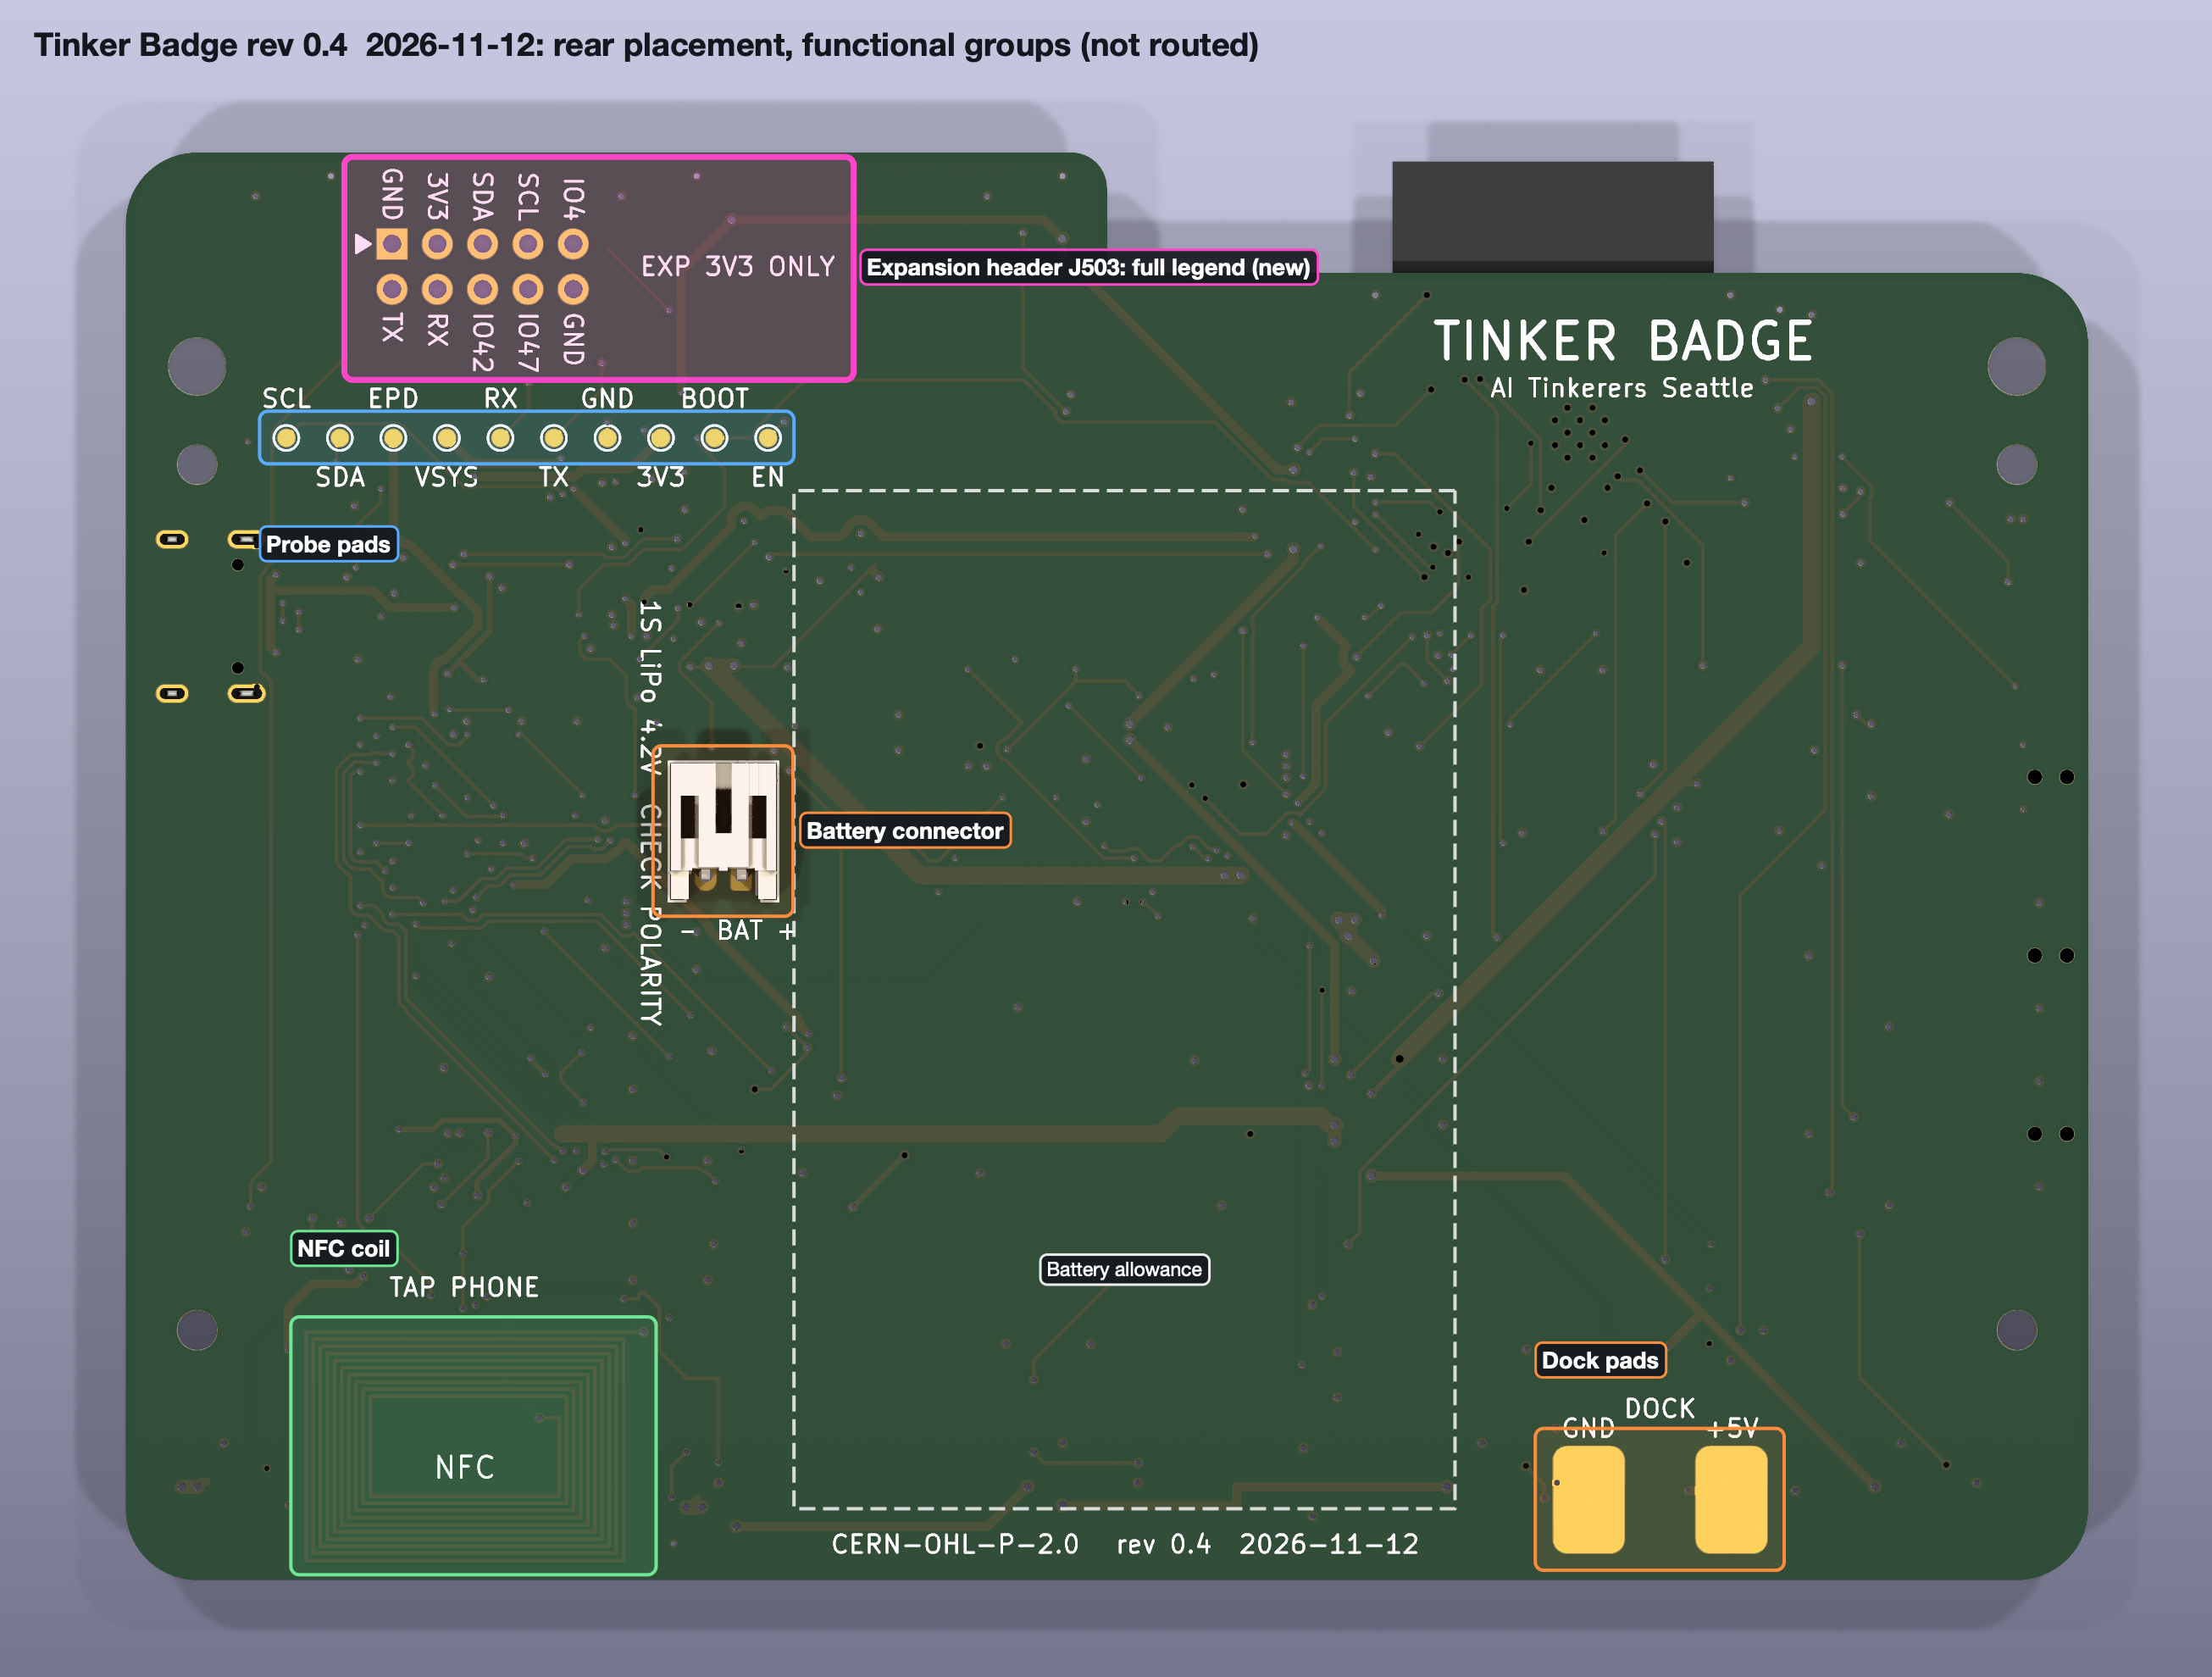 Tinker Badge rev 0.4  2026-11-12: rear placement, functional groups (not routed)
GND 3V3 SDA SCL IO4
EXP 3V3 ONLY
Expansion header J503: full legend (new)
TX RX IO42 IO47 GND
TINKER BADGE
AI Tinkerers Seattle
SCL EPD RX GND BOOT
SDA VSYS TX 3V3 EN
Probe pads
1S LiPo 4.2V CHECK POLARITY
Battery connector
- BAT +
NFC coil
TAP PHONE
Battery allowance
NFC
Dock pads
DOCK
GND +5V
CERN-OHL-P-2.0 rev 0.4 2026-11-12